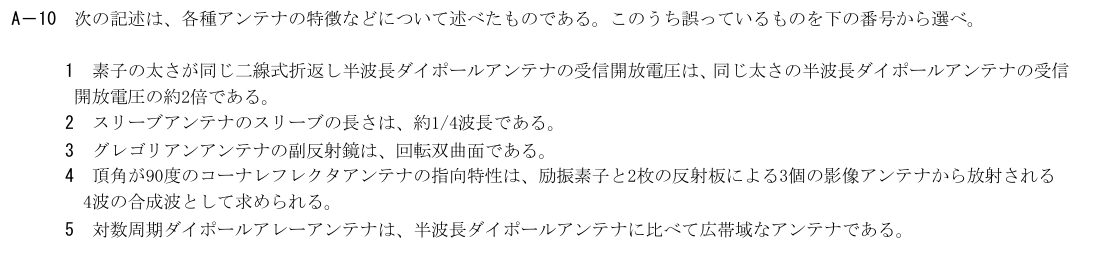 A－10 次の記述は、各種アンテナの特徴などについて述べたものである。このうち誤っているものを下の番号から選べ。
1 素子の太さが同じ二線式折返し半波長ダイポールアンテナの受信開放電圧は、同じ太さの半波長ダイポールアンテナの受信
開放電圧の約2倍である。
2 スリーブアンテナのスリーブの長さは、約1/4波長である。
3 グレゴリアンアンテナの副反射鏡は、回転双曲面である。
4 頂角が90度のコーナレフレクタアンテナの指向特性は、励振素子と2枚の反射板による3個の影像アンテナから放射される
4波の合成波として求められる。
5 対数周期ダイポールアレーアンテナは、半波長ダイポールアンテナに比べて広帯域なアンテナである。